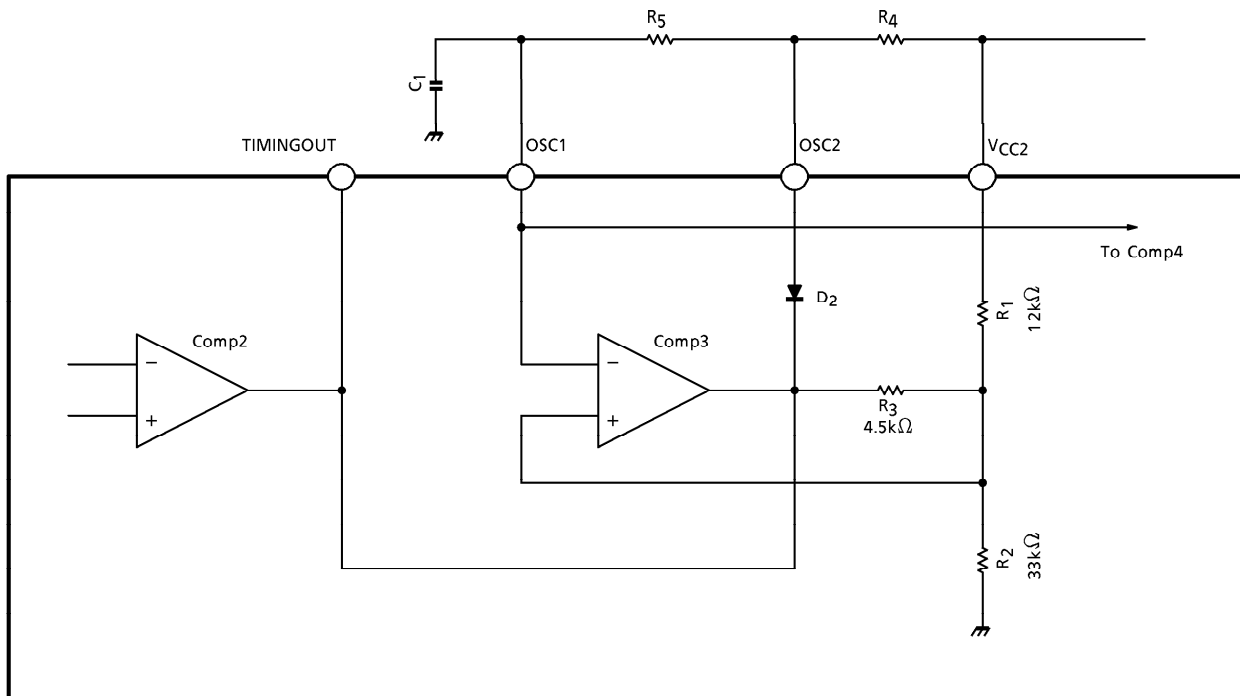 R5
R4
C1
TIMINGOUT
OSC1
OSC2
VCC2
To Comp4
D2
R1
12kΩ
Comp2
Comp3
−
+
−
+
R3
4.5kΩ
R2
33kΩ